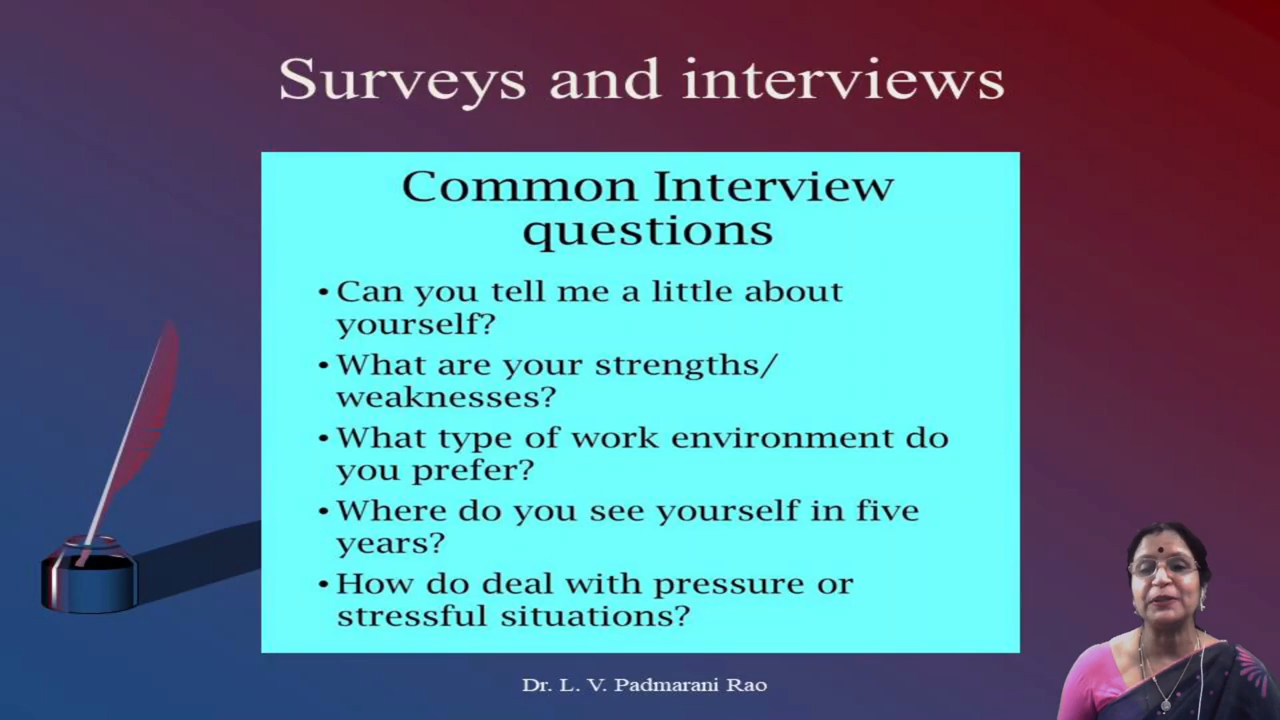 Surveys and interviews
Common Interview
questions
• Can you tell me a little about
yourself?
• What are your strengths/
weaknesses?
• What type of work environment do
you prefer?
• Where do you see yourself in five
years?
• How do deal with pressure or
stressful situations?
Dr. L. V. Padmarani Rao